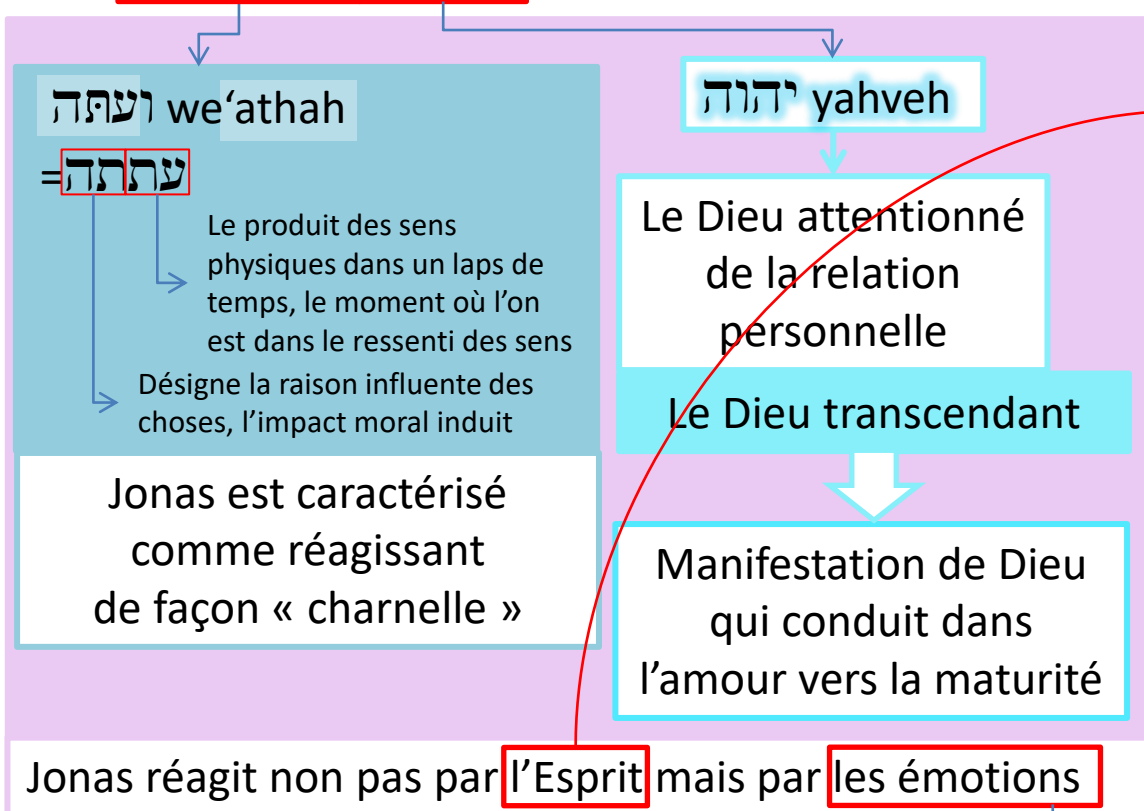 ועתּה we‘athah
=עתתה
Le produit des sens
physiques dans un laps de
temps, le moment où l’on
est dans le ressenti des sens
Désigne la raison influente des
choses, l’impact moral induit
Jonas est caractérisé
comme réagissant
de façon « charnelle »
יהוה yahveh
Le Dieu attentionné
de la relation
personnelle
Le Dieu transcendant
Manifestation de Dieu
qui conduit dans
l’amour vers la maturité
Jonas réagit non pas par l’Esprit mais par les émotions